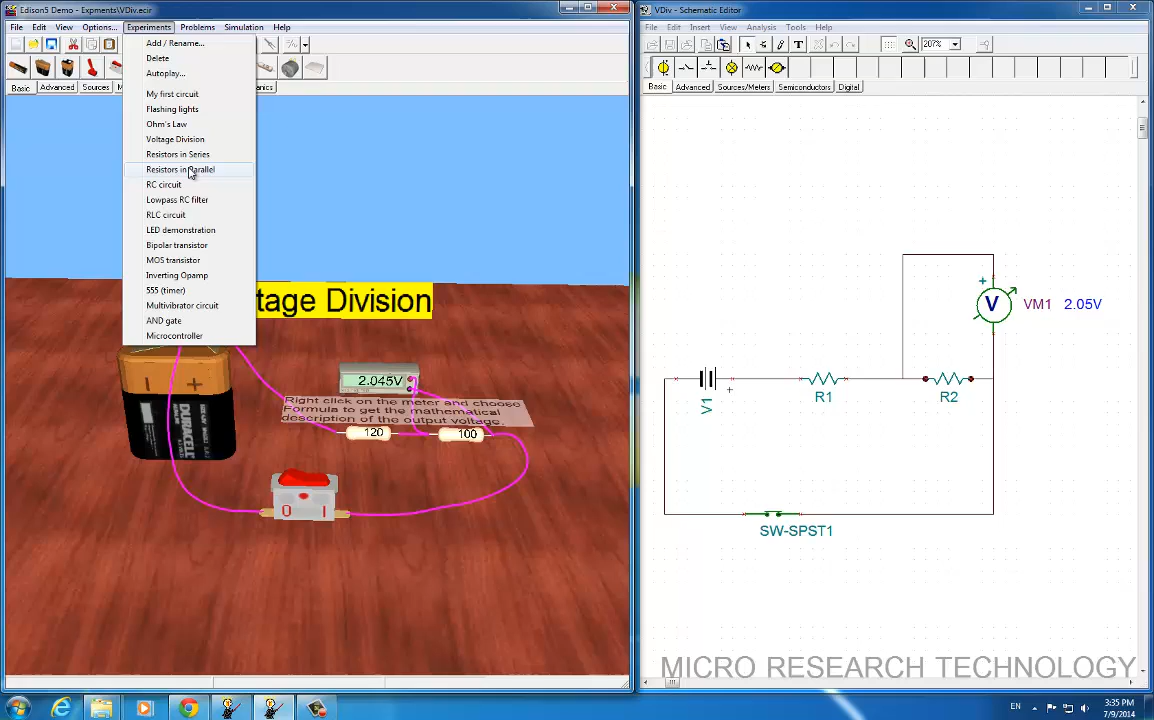 Edison5 Demo - Expments\VDiv.ecir
File Edit View Options... Experiments Problems Simulation Help
Basic Advanced Sources
Add / Rename...
Delete
Autoplay...
My first circuit
Flashing lights
Ohm's Law
Voltage Division
Resistors in Series
Resistors in Parallel
RC circuit
Lowpass RC filter
RLC circuit
LED demonstration
Bipolar transistor
MOS transistor
Inverting Opamp
555 (timer)
Multivibrator circuit
AND gate
Microcontroller
tage Division
2.045V
Right click on the meter and choose
Formula to get the mathematical
description of the output voltage.
120
100
DURACELL
0 1
VDiv - Schematic Editor
File Edit Insert View Analysis Tools Help
207%
Basic Advanced Sources/Meters Semiconductors Digital
V
VM1 2.05V
V1
R1
R2
SW-SPST1
MICRO RESEARCH TECHNOLOGY
EN
3:35 PM
7/9/2014